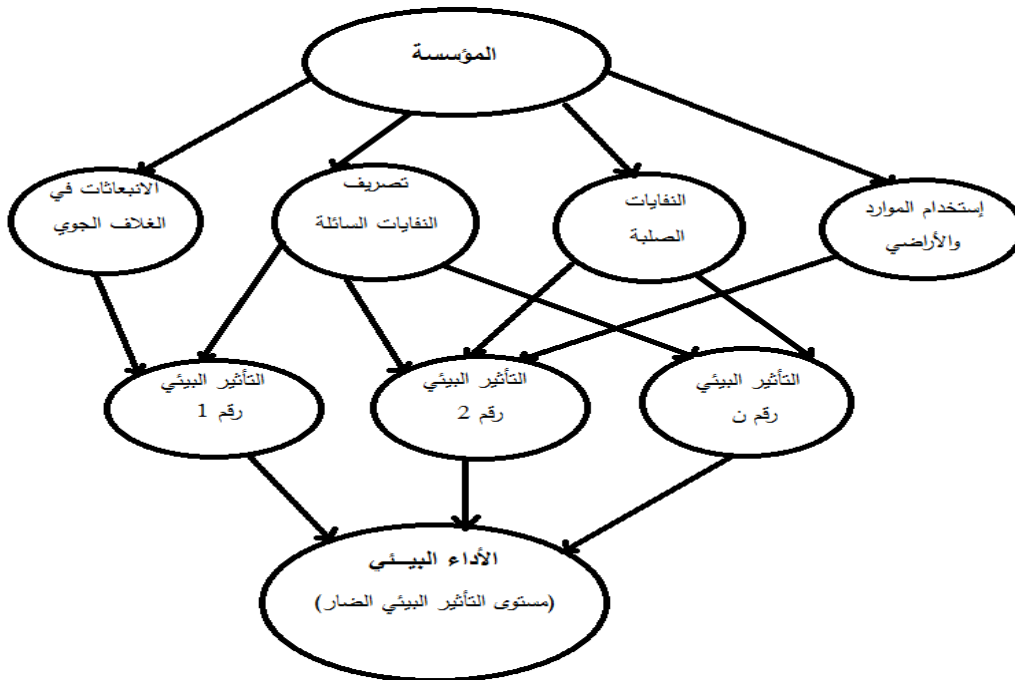 المؤسسة
إستخدام الموارد
والأراضي
النفايات
الصلبة
تصريف
النفايات السائلة
الانبعاثات في
الغلاف الجوي
التأثير البيئي
رقم ن
التأثير البيئي
رقم 2
التأثير البيئي
رقم 1
الأداء البيــئي
(مستوى التأثير البيئي الضار)